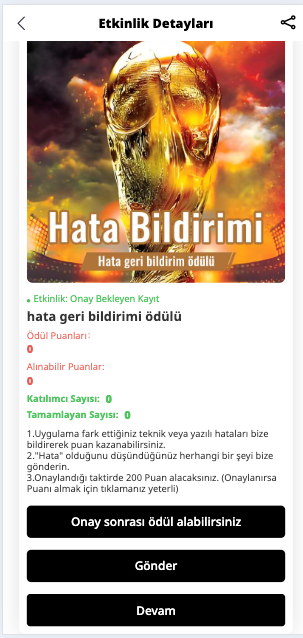 Etkinlik Detayları
Hata Bildirimi
Hata geri bildirim ödülü
Etkinlik: Onay Bekleyen Kayıt
hata geri bildirimi ödülü
Ödül Puanları:
0
Alınabilir Puanlar:
0
Katılımcı Sayısı: 0
Tamamlayan Sayısı: 0
1.Uygulama fark ettiğiniz teknik veya yazılı hataları bize
bildirerek puan kazanabilirsiniz.
2."Hata" olduğunu düşündüğünüz herhangi bir şeyi bize
gönderin.
3.Onaylandığı taktirde 200 Puan alacaksınız. (Onaylanırsa
Puanı almak için tıklamanız yeterli)
Onay sonrası ödül alabilirsiniz
Gönder
Devam